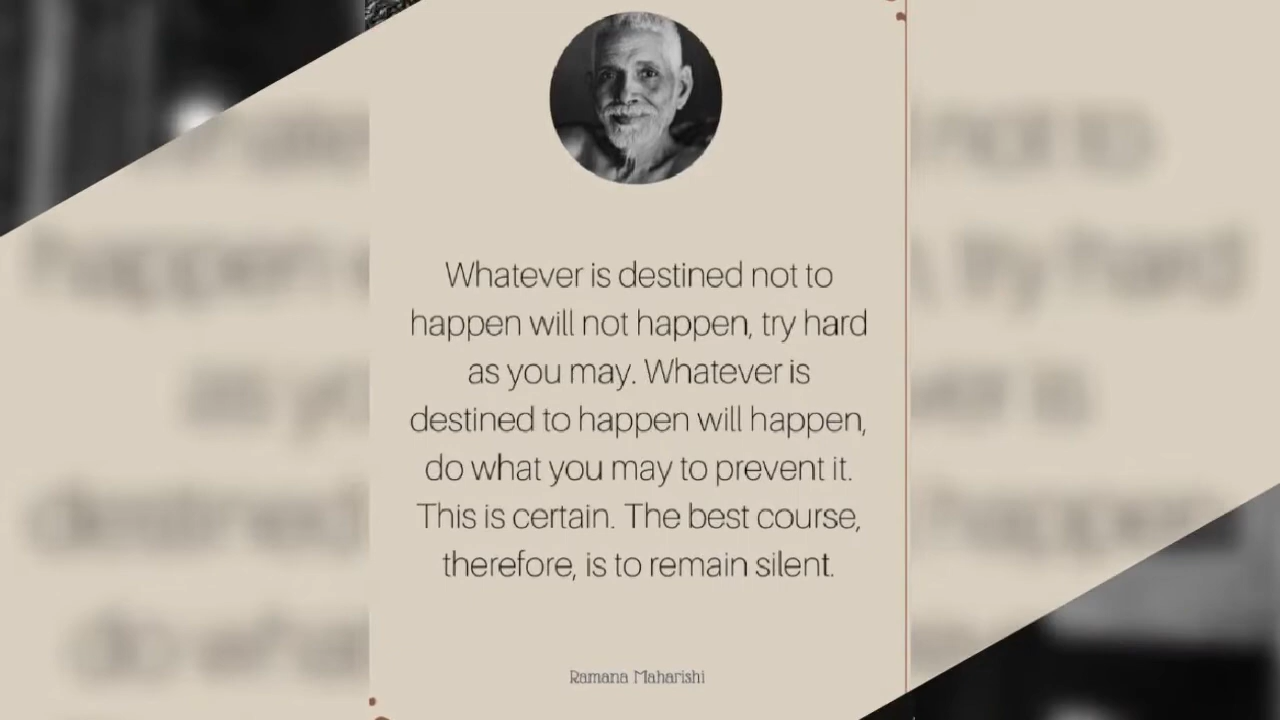 Whatever is destined not to
happen will not happen, try hard
as you may. Whatever is
destined to happen will happen,
do what you may to prevent it.
This is certain. The best course,
therefore, is to remain silent.
Ramana Maharishi